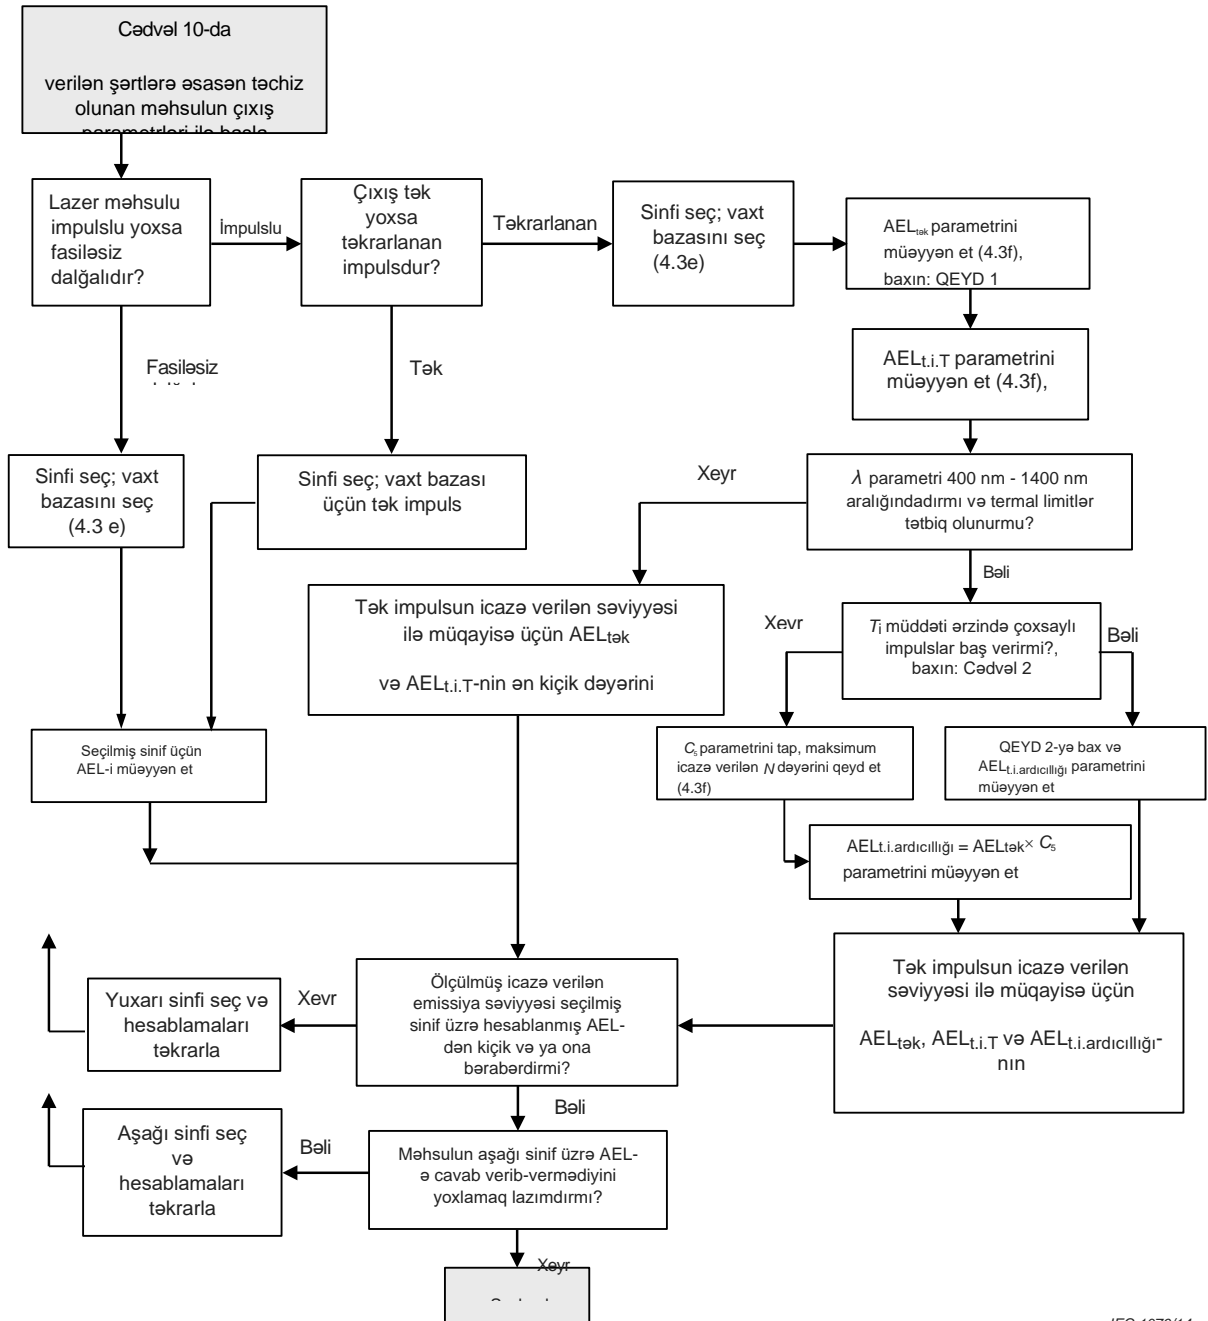 Cədvəl 10-da
verilən şərtlərə əsasən təchiz
olunan məhsulun çıxış
parametrləri ilə başla
Lazer məhsulu
impulslu yoxsa
fasiləsiz
dalğalıdır?
İmpulslu
Çıxış tək
yoxsa
təkrarlanan
impulsdur?
Təkrarlanan
Sinfi seç; vaxt
bazasını seç
(4.3e)
AELtək parametrini
müəyyən et (4.3f),
baxın: QEYD 1
AELt.i.T parametrini
müəyyən et (4.3f),
Fasiləsiz
Tək
Sinfi seç; vaxt
bazasını seç
(4.3 e)
Sinfi seç; vaxt bazası
üçün tək impuls
Xeyr
λ parametri 400 nm - 1400 nm
aralığındadırmı və termal limitlər
tətbiq olunurmu?
Bəli
Tək impulsun icazə verilən səviyyəsi
ilə müqayisə üçün AELtək
və AELt.i.T-nin ən kiçik dəyərini
Xeyr
Ti müddəti ərzində çoxsaylı
impulslar baş verirmi?,
baxın: Cədvəl 2
Bəli
Seçilmiş sinif üçün
AEL-i müəyyən et
C5 parametrini tap, maksimum
icazə verilən N dəyərini qeyd et
(4.3f)
QEYD 2-yə bax və
AELt.i.ardıcıllığı parametrini
müəyyən et
AELt.i.ardıcıllığı = AELtək× C5
parametrini müəyyən et
Yuxarı sinfi seç və
hesablamaları
təkrarla
Xeyr
Ölçülmüş icazə verilən
emissiya səviyyəsi seçilmiş
sinif üzrə hesablanmış AEL-
dən kiçik və ya ona
bərabərdirmi?
Tək impulsun icazə verilən
səviyyəsi ilə müqayisə üçün
AELtək, AELt.i.T və AELt.i.ardıcıllığı-
nın
Bəli
Aşağı sinfi seç
və
hesablamaları
təkrarla
Bəli
Məhsulun aşağı sinif üzrə AEL-
ə cavab verib-vermədiyini
yoxlamaq lazımdırmı?
Xeyr